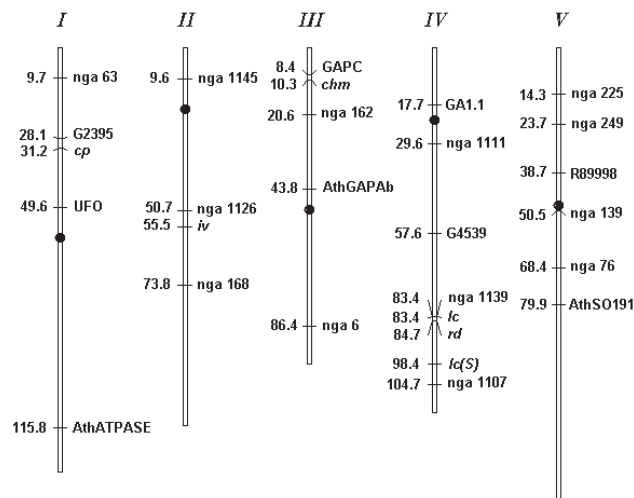 I II III IV V
9.7 nga 63
28.1 G2395
31.2 cp
49.6 UFO
115.8 AthATPASE
9.6 nga 1145
50.7 nga 1126
55.5 iv
73.8 nga 168
8.4 GAPC
10.3 chm
20.6 nga 162
43.8 AthGAPAb
86.4 nga 6
17.7 GA1.1
29.6 nga 1111
57.6 G4539
83.4 nga 1139
83.4 lc
84.7 rd
98.4 lc(S)
104.7 nga 1107
14.3 nga 225
23.7 nga 249
38.7 R89998
50.5 nga 139
68.4 nga 76
79.9 AthSO191